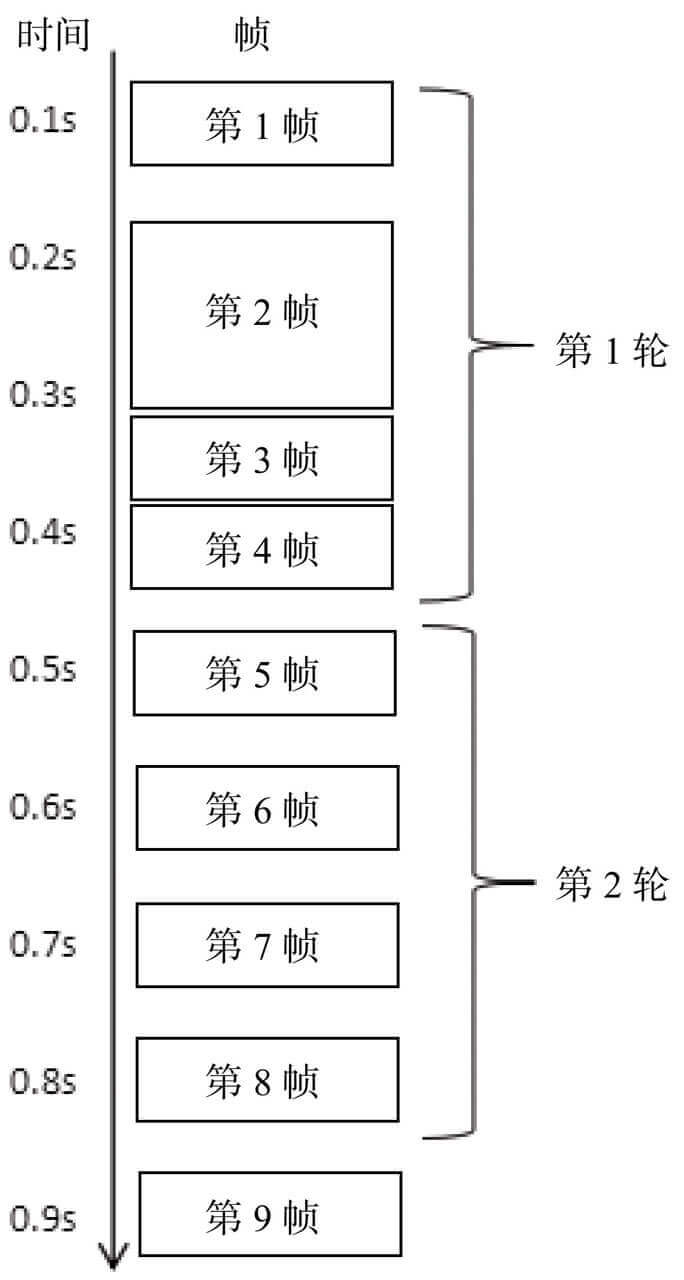 时间 帧
0.1s 第 1 帧
0.2s
第 2 帧
第 1 轮
0.3s
第 3 帧
0.4s 第 4 帧
0.5s 第 5 帧
0.6s 第 6 帧
第 2 轮
0.7s 第 7 帧
0.8s 第 8 帧
0.9s 第 9 帧